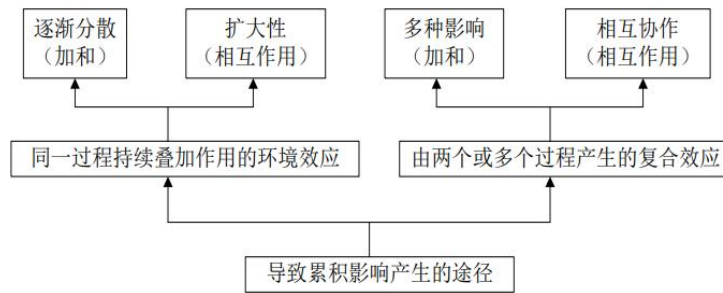 逐渐分散
（加和）
扩大性
（相互作用）
多种影响
（加和）
相互协作
（相互作用）
同一过程持续叠加作用的环境效应
由两个或多个过程产生的复合效应
导致累积影响产生的途径